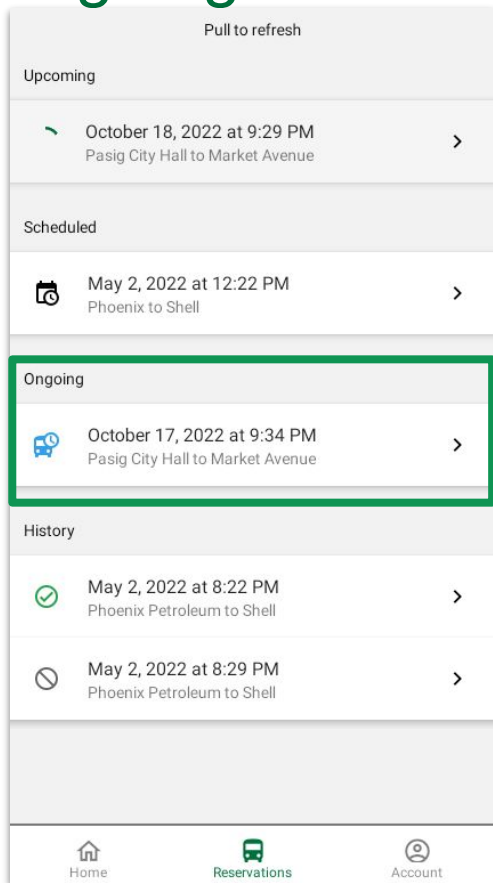 Pull to refresh
Upcoming
October 18, 2022 at 9:29 PM
Pasig City Hall to Market Avenue
Scheduled
May 2, 2022 at 12:22 PM
Phoenix to Shell
Ongoing
October 17, 2022 at 9:34 PM
Pasig City Hall to Market Avenue
History
May 2, 2022 at 8:22 PM
Phoenix Petroleum to Shell
May 2, 2022 at 8:29 PM
Phoenix Petroleum to Shell
Home Reservations Account